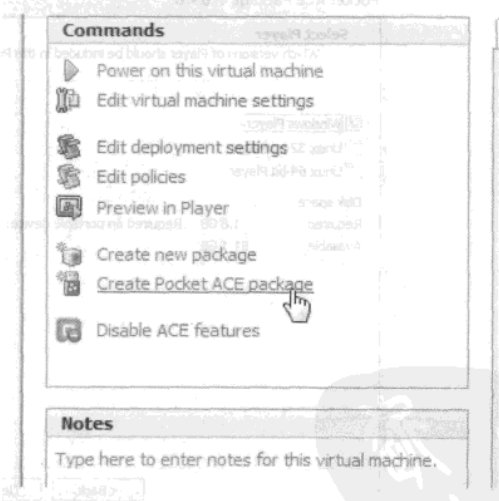 Commands
Power on this virtual machine
Edit virtual machine settings
Edit deployment settings
Edit policies
Preview in Player
Create new package
Create Pocket ACE package
Disable ACE features
Notes
Type here to enter notes for this virtual machine.